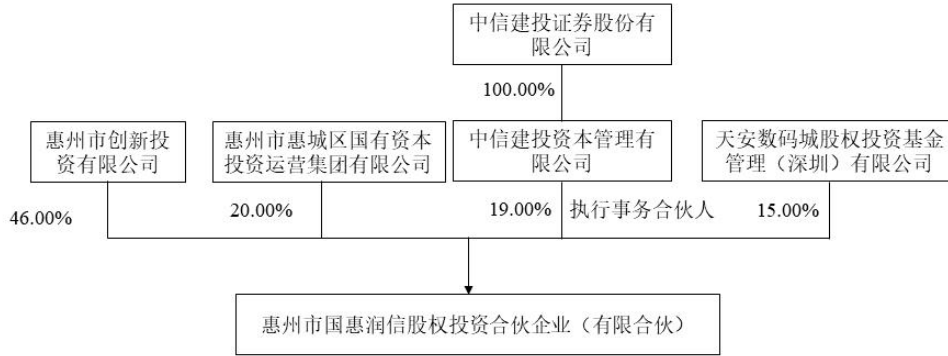 中信建投证券股份有
限公司
100.00%
惠州市创新投
资有限公司
惠州市惠城区国有资本
投资运营集团有限公司
中信建投资本管理有
限公司
天安数码城股权投资基金
管理（深圳）有限公司
46.00%
20.00%
19.00%
执行事务合伙人
15.00%
惠州市国惠润信股权投资合伙企业（有限合伙）